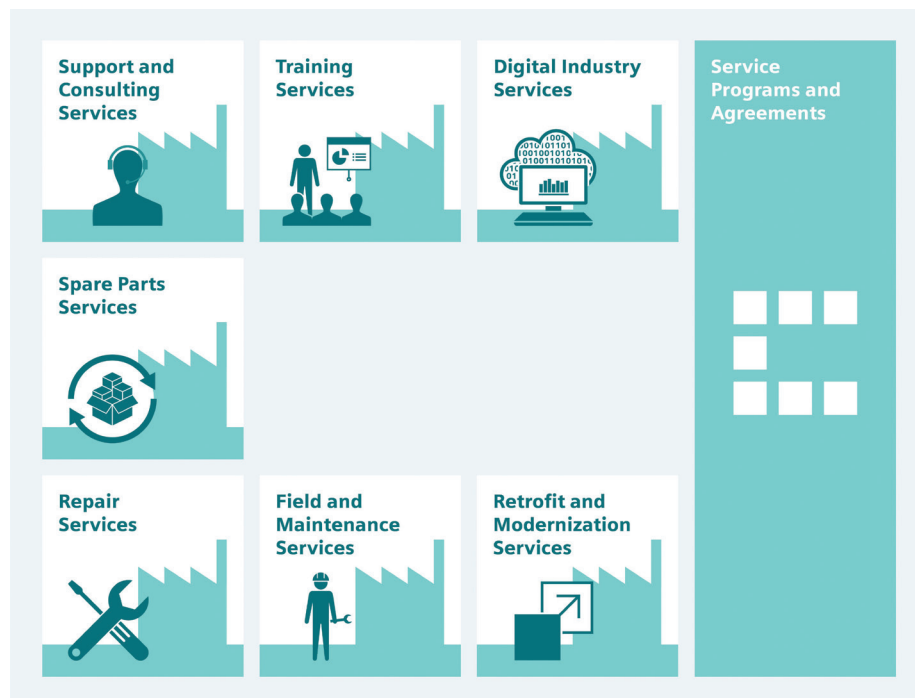 Support and
Consulting
Services
Training
Services
Digital Industry
Services
Service
Programs and
Agreements
Spare Parts
Services
Repair
Services
Field and
Maintenance
Services
Retrofit and
Modernization
Services